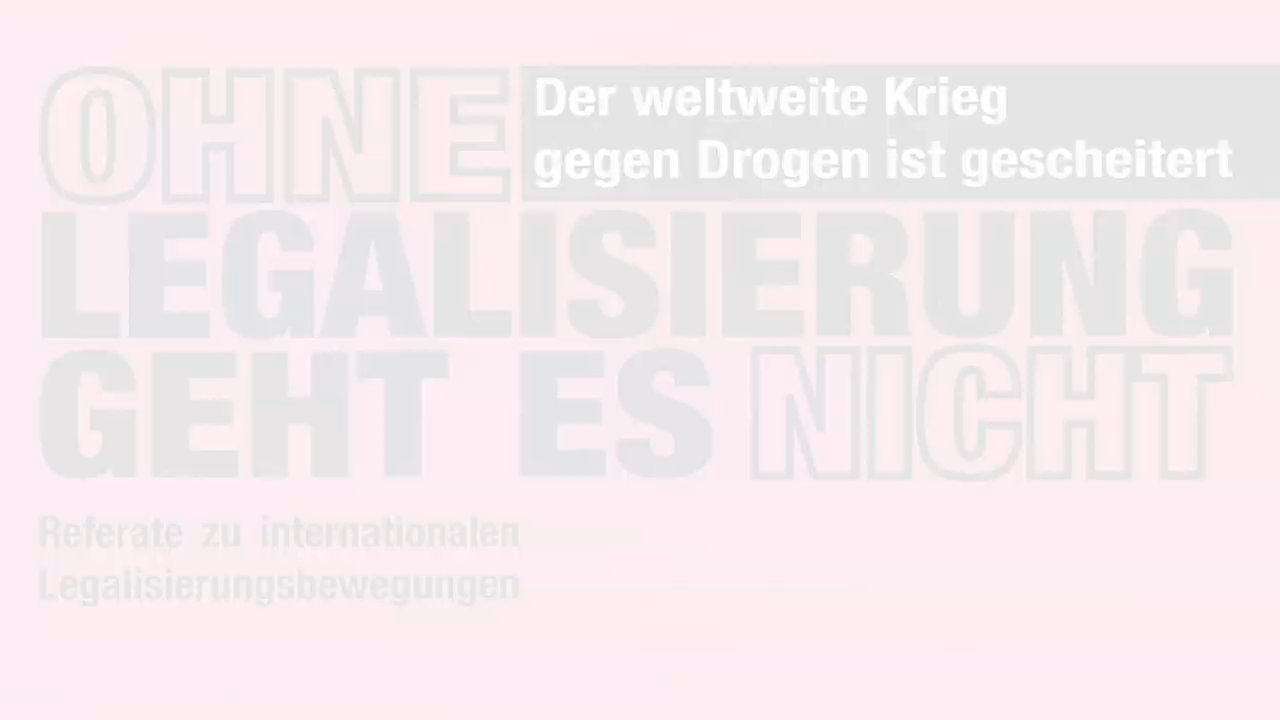 OHNE
Der weltweite Krieg
gegen Drogen ist gescheitert
LEGALISIERUNG
GEHT ES NICHT
Referate zu internationalen
Legalisierungsbewegungen